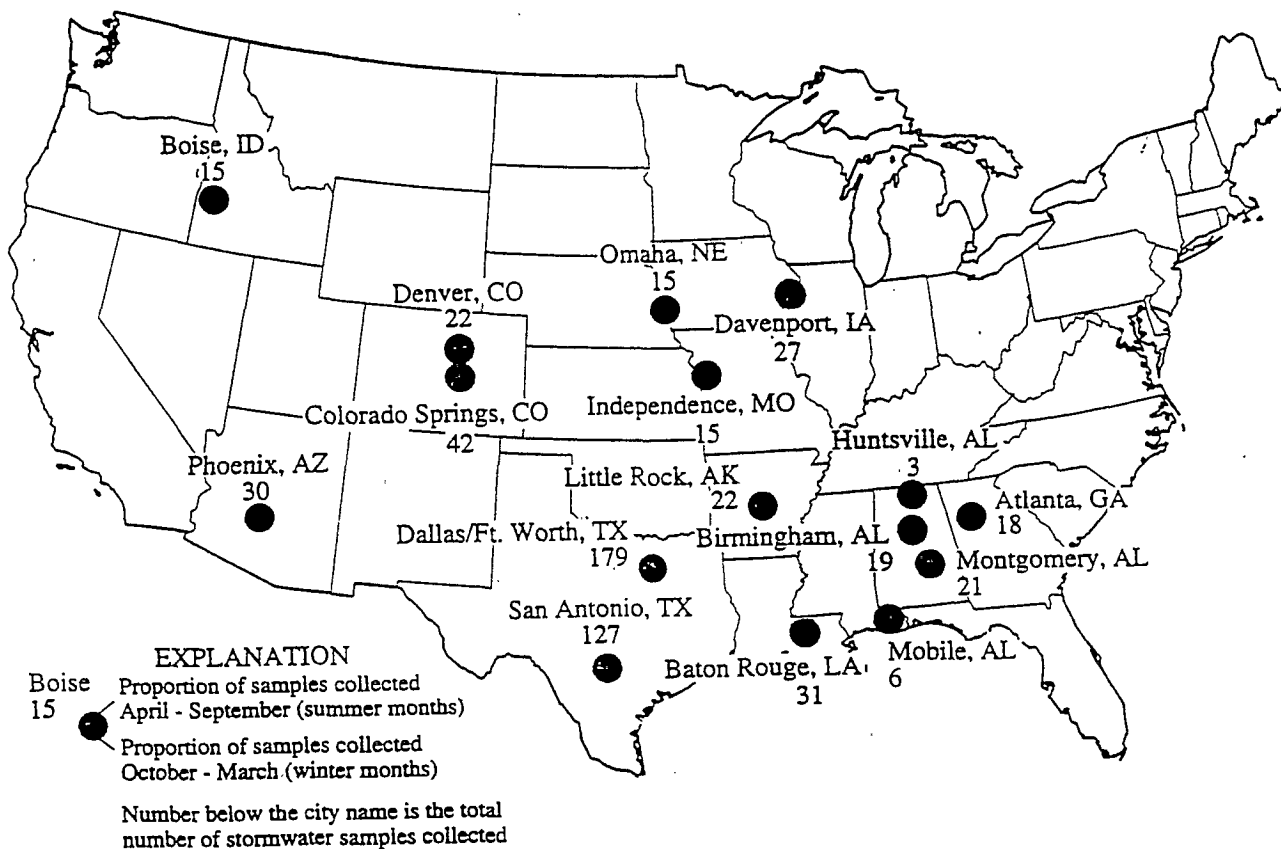 Boise, ID
15
Omaha, NE
15
Denver, CO
22
Davenport, IA
27
Colorado Springs, CO
42
Independence, MO
15
Huntsville, AL
3
Phoenix, AZ
30
Little Rock, AK
22
Atlanta, GA
18
Dallas/Ft. Worth, TX
179
Birmingham, AL
19
Montgomery, AL
21
San Antonio, TX
127
Baton Rouge, LA
31
Mobile, AL
6
EXPLANATION
Boise
15
Proportion of samples collected
April - September (summer months)
Proportion of samples collected
October - March (winter months)
Number below the city name is the total
number of stormwater samples collected